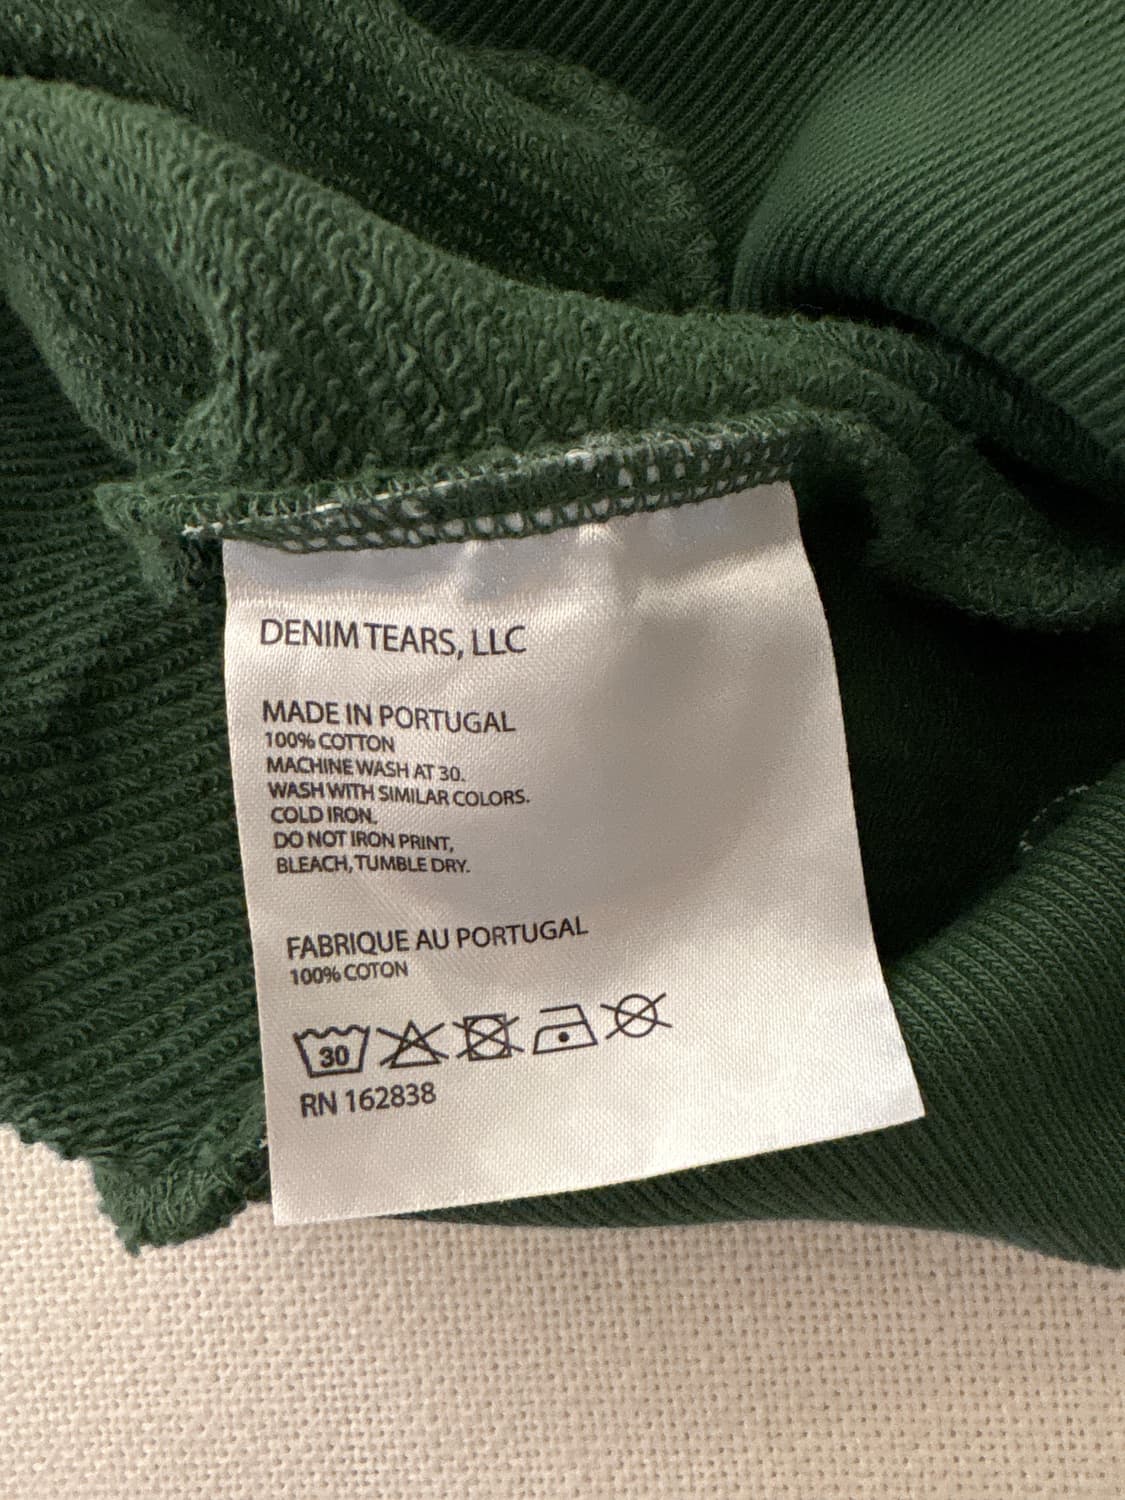 DENIM TEARS, LLC
MADE IN PORTUGAL
100% COTTON
MACHINE WASH AT 30.
WASH WITH SIMILAR COLORS.
COLD IRON.
DO NOT IRON PRINT,
BLEACH, TUMBLE DRY.
FABRIQUE AU PORTUGAL
100% COTON
30
RN 162838